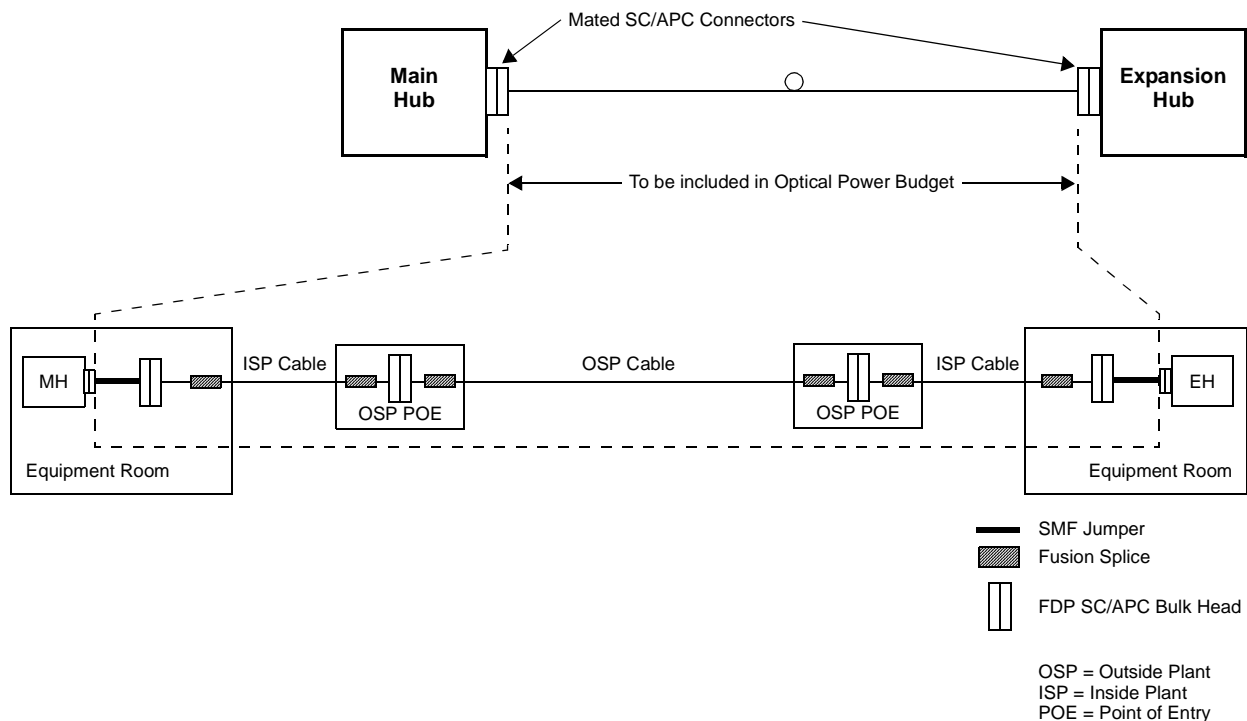 Mated SC/APC Connectors
Main
Hub
Expansion
Hub
To be included in Optical Power Budget
MH
ISP Cable
OSP POE
OSP Cable
OSP POE
ISP Cable
EH
Equipment Room
Equipment Room
SMF Jumper
Fusion Splice
FDP SC/APC Bulk Head
OSP = Outside Plant
ISP = Inside Plant
POE = Point of Entry